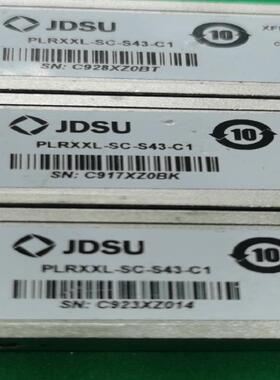 JDSU
10
XF
PLRXXL-SC-S43-C1
SN: C928XZ0BT
JDSU
10
PLRXXL-SC-S43-C1
SN: C917XZ0BK
JDSU
10
PLRXXL-SC-S43-C1
SN: C923XZ014